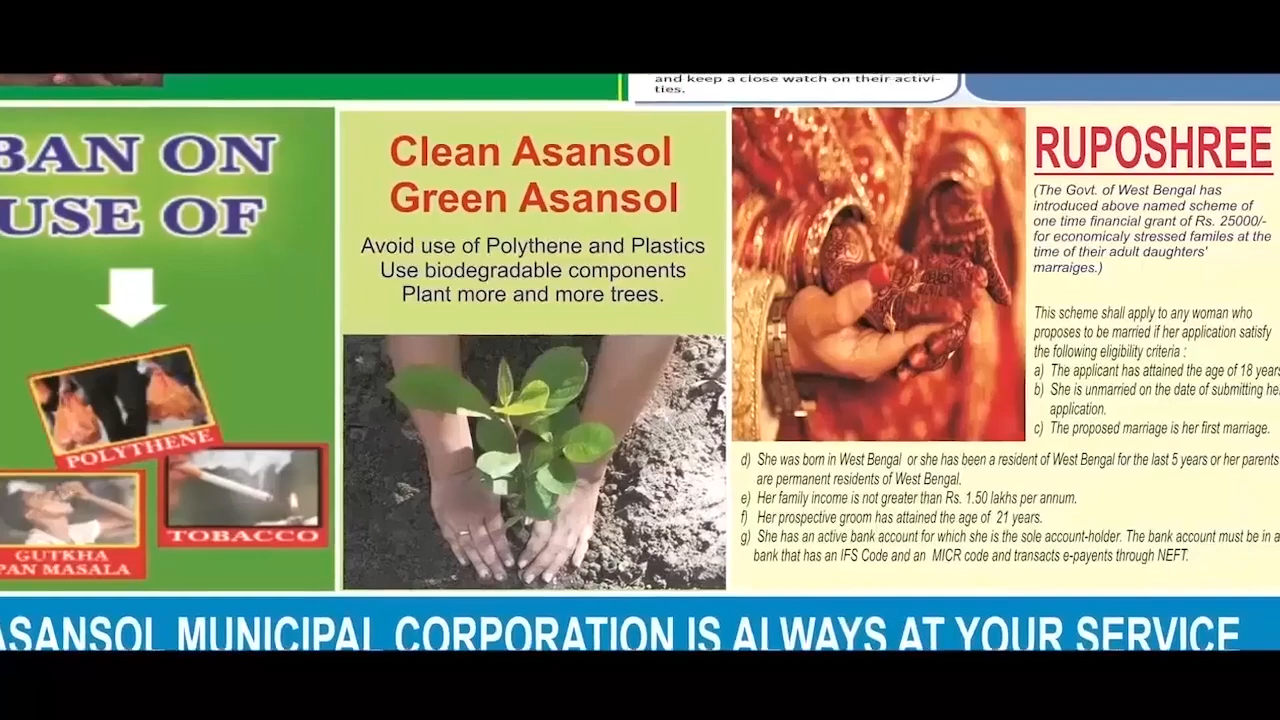 and keep a close watch on their activi-
ties.
BAN ON
USE OF
POLYTHENE
GUTKHA
PAN MASALA
TOBACCO
Clean Asansol
Green Asansol
Avoid use of Polythene and Plastics
Use biodegradable components
Plant more and more trees.
RUPOSHREE
(The Govt. of West Bengal has
introduced above named scheme of
one time financial grant of Rs. 25000/-
for economicaly stressed familes at the
time of their adult daughters'
marraiges.)
This scheme shall apply to any woman who
proposes to be married if her application satisfy
the following eligibility criteria :
a) The applicant has attained the age of 18 years
b) She is unmarried on the date of submitting he
application.
c) The proposed marriage is her first marriage.
d) She was born in West Bengal or she has been a resident of West Bengal for the last 5 years or her parents
are permanent residents of West Bengal.
e) Her family income is not greater than Rs. 1.50 lakhs per annum.
f) Her prospective groom has attained the age of 21 years.
g) She has an active bank account for which she is the sole account-holder. The bank account must be in a
bank that has an IFS Code and an MICR code and transacts e-payents through NEFT.
ASANSOL MUNICIPAL CORPORATION IS ALWAYS AT YOUR SERVICE